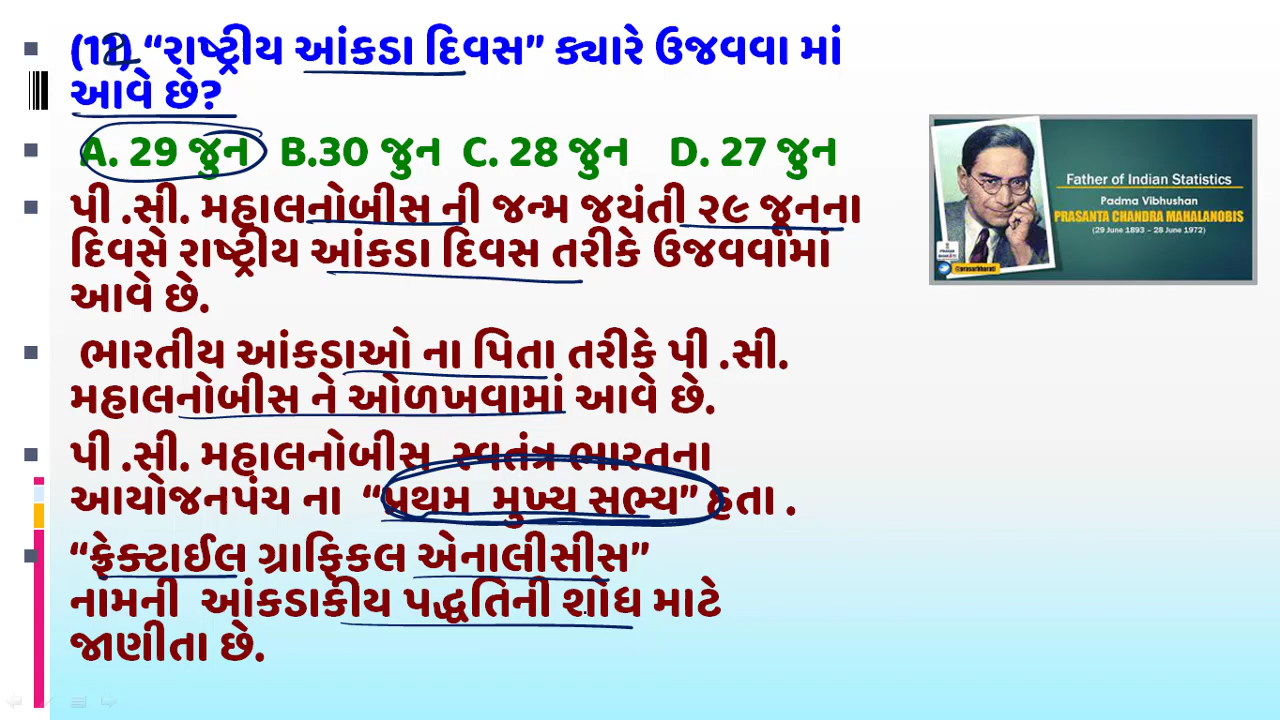 (11) “રાષ્ટ્રીય આંકડા દિવસ” ક્યારે ઉજવવા માં
આવે છે?
A. 29 જુન B.30 જુન C. 28 જુન D. 27 જુન
પી .સી. મહાલનોબીસ ની જન્મ જયંતી ૨૯ જૂનના
દિવસે રાષ્ટ્રીય આંકડા દિવસ તરીકે ઉજવવામાં
આવે છે.
ભારતીય આંકડાઓ ના પિતા તરીકે પી .સી.
મહાલનોબીસ ને ઓળખવામાં આવે છે.
પી .સી. મહાલનોબીસ સ્વતંત્ર ભારતના
આયોજનપંચ ના “પ્રથમ મુખ્ય સભ્ય” હતા .
“ફ્રેક્ટાઈલ ગ્રાફિકલ એનાલીસીસ”
નામની આંકડાકીય પદ્ધતિની શોધ માટે
જાણીતા છે.
Father of Indian Statistics
Padma Vibhushan
PRASANTA CHANDRA MAHALANOBIS
(29 June 1893 – 28 June 1972)
PRASAR
BHARATI
@prasarbharati